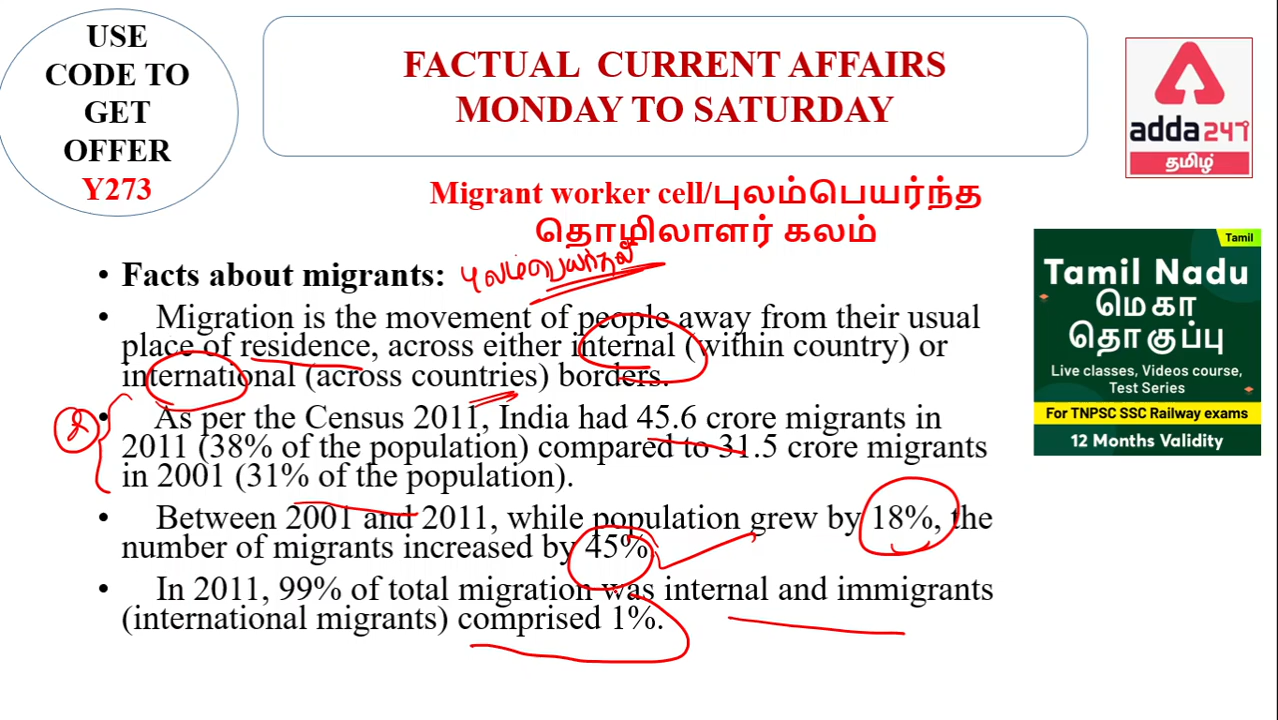 USE
CODE TO
GET
OFFER
Y273
FACTUAL CURRENT AFFAIRS
MONDAY TO SATURDAY
adda247
தமிழ்
Migrant worker cell/புலம்பெயர்ந்த
தொழிலாளர் கலம்
• Facts about migrants:
புலம்பெயர்தல்
• Migration is the movement of people away from their usual
place of residence, across either internal (within country) or
international (across countries) borders.
• As per the Census 2011, India had 45.6 crore migrants in
2011 (38% of the population) compared to 31.5 crore migrants
in 2001 (31% of the population).
• Between 2001 and 2011, while population grew by 18%, the
number of migrants increased by 45%.
• In 2011, 99% of total migration was internal and immigrants
(international migrants) comprised 1%.
Tamil
Tamil Nadu
மெகா
தொகுப்பு
Live classes, Videos course,
Test Series
For TNPSC SSC Railway exams
12 Months Validity